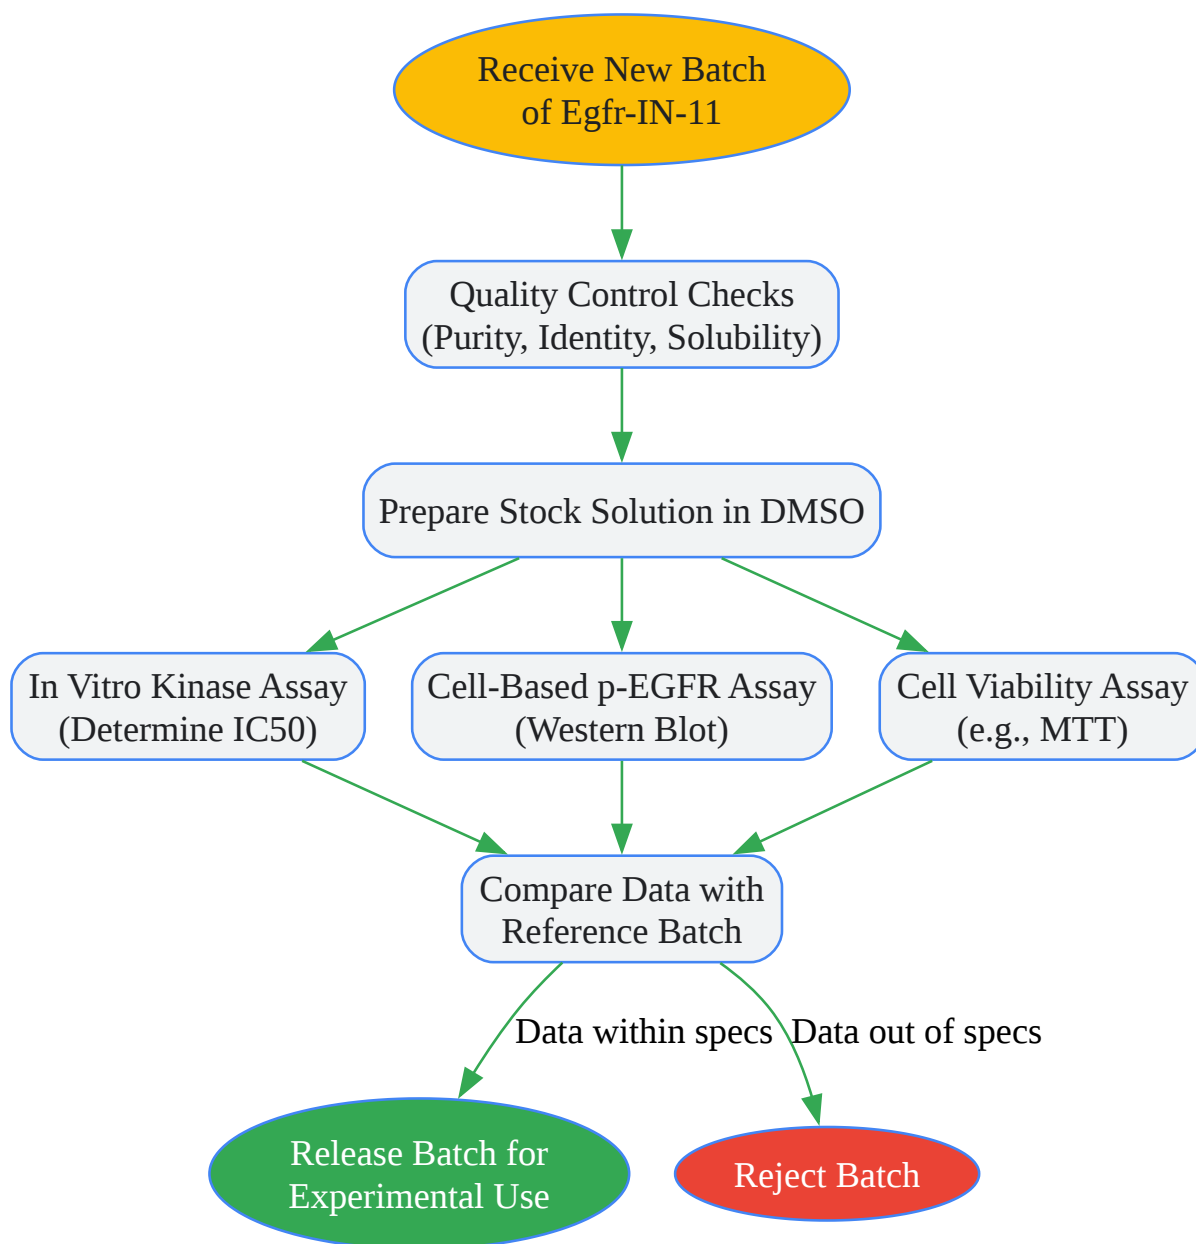 Receive New Batch
of Egfr-IN-11
Quality Control Checks
(Purity, Identity, Solubility)
Prepare Stock Solution in DMSO
In Vitro Kinase Assay
(Determine IC50)
Cell-Based p-EGFR Assay
(Western Blot)
Cell Viability Assay
(e.g., MTT)
Compare Data with
Reference Batch
Data within specs
Data out of specs
Release Batch for
Experimental Use
Reject Batch